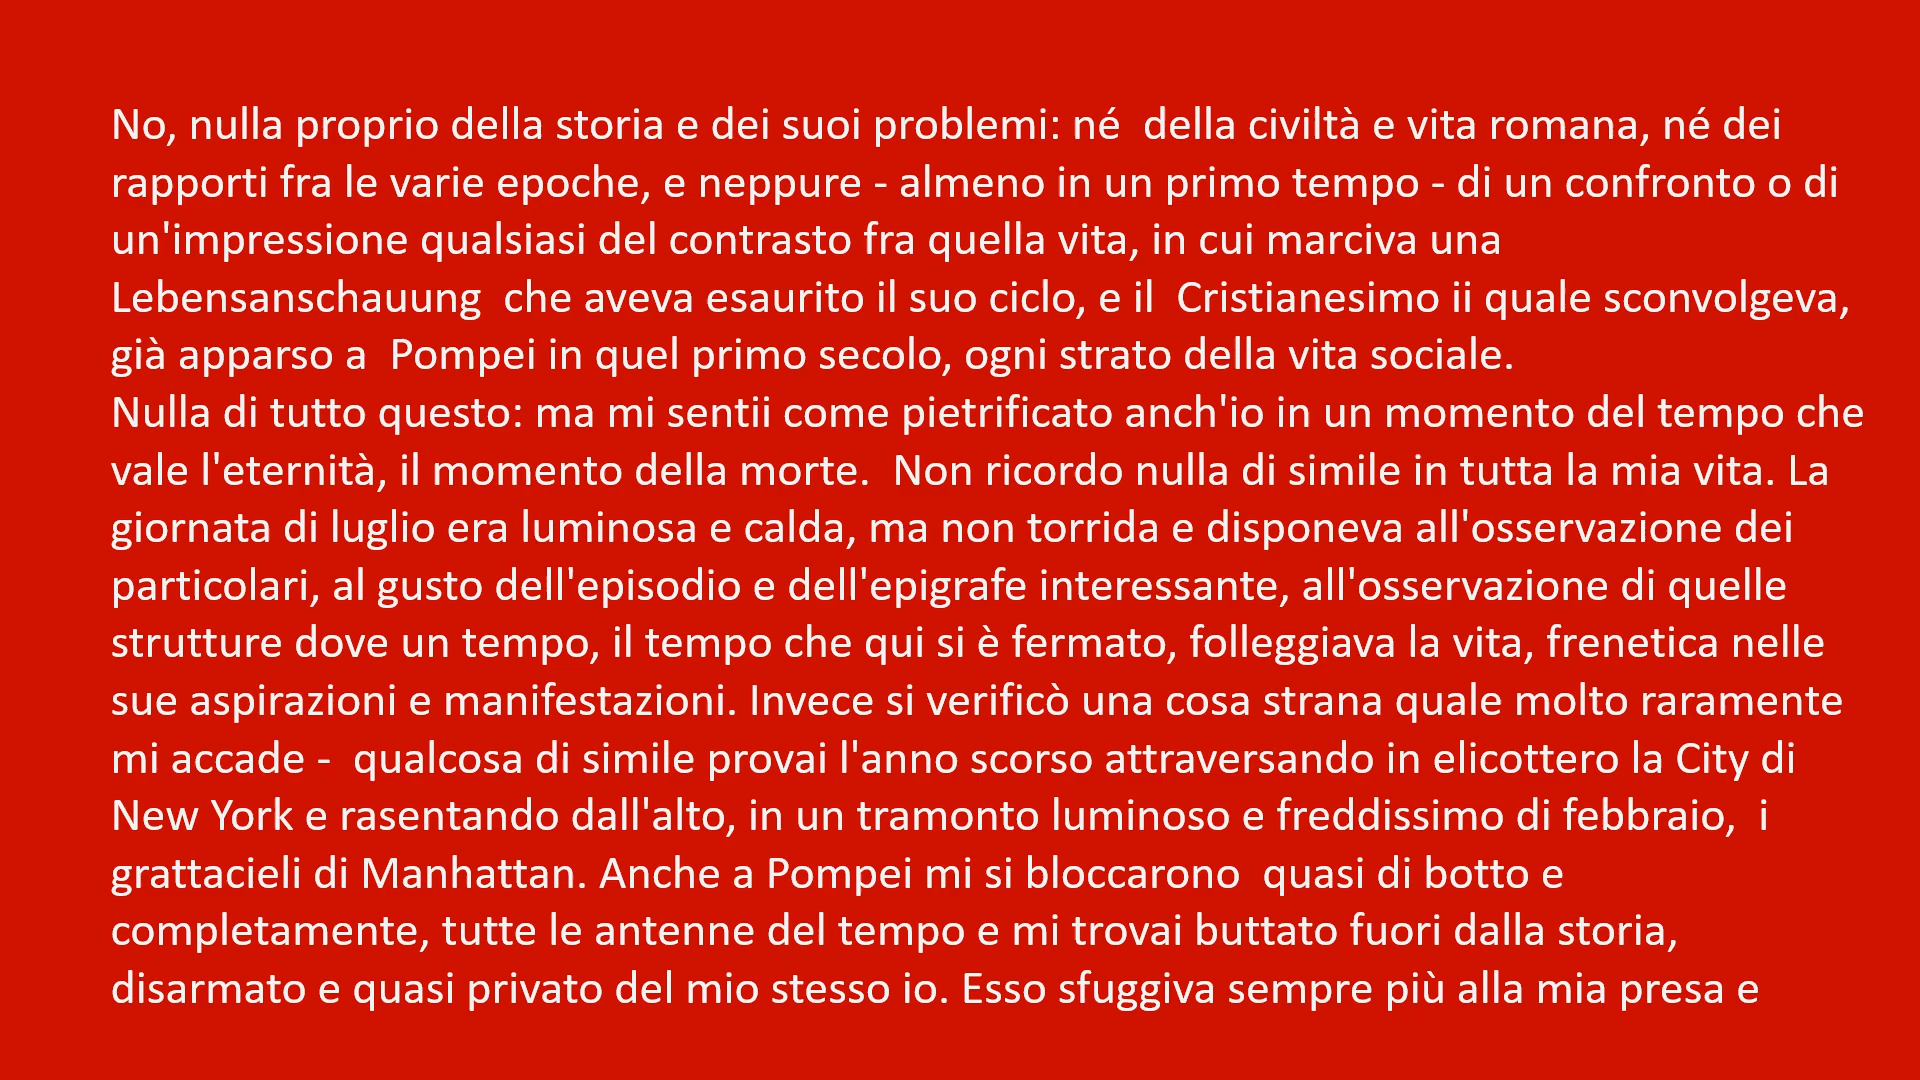 No, nulla proprio della storia e dei suoi problemi: né  della civiltà e vita romana, né dei
rapporti fra le varie epoche, e neppure - almeno in un primo tempo - di un confronto o di
un'impressione qualsiasi del contrasto fra quella vita, in cui marciva una
Lebensanschauung  che aveva esaurito il suo ciclo, e il  Cristianesimo ii quale sconvolgeva,
già apparso a  Pompei in quel primo secolo, ogni strato della vita sociale.
Nulla di tutto questo: ma mi sentii come pietrificato anch'io in un momento del tempo che
vale l'eternità, il momento della morte.  Non ricordo nulla di simile in tutta la mia vita. La
giornata di luglio era luminosa e calda, ma non torrida e disponeva all'osservazione dei
particolari, al gusto dell'episodio e dell'epigrafe interessante, all'osservazione di quelle
strutture dove un tempo, il tempo che qui si è fermato, folleggiava la vita, frenetica nelle
sue aspirazioni e manifestazioni. Invece si verificò una cosa strana quale molto raramente
mi accade -  qualcosa di simile provai l'anno scorso attraversando in elicottero la City di
New York e rasentando dall'alto, in un tramonto luminoso e freddissimo di febbraio,  i
grattacieli di Manhattan. Anche a Pompei mi si bloccarono  quasi di botto e
completamente, tutte le antenne del tempo e mi trovai buttato fuori dalla storia,
disarmato e quasi privato del mio stesso io. Esso sfuggiva sempre più alla mia presa e